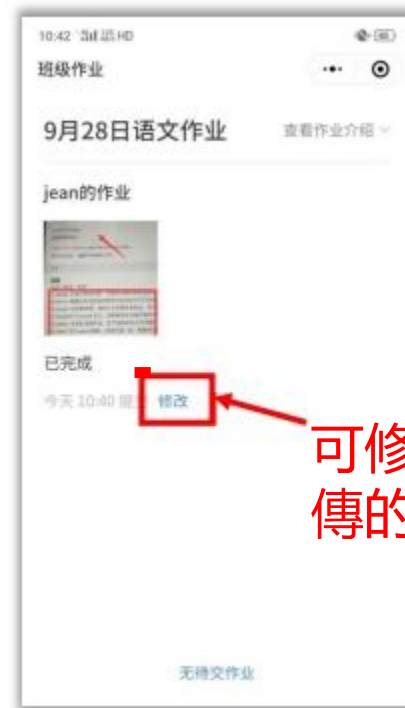 10:42
班级作业
9月28日语文作业
查看作业介绍
jean的作业
已完成
今天 10:40 提
修改
可修
傳的
无待交作业